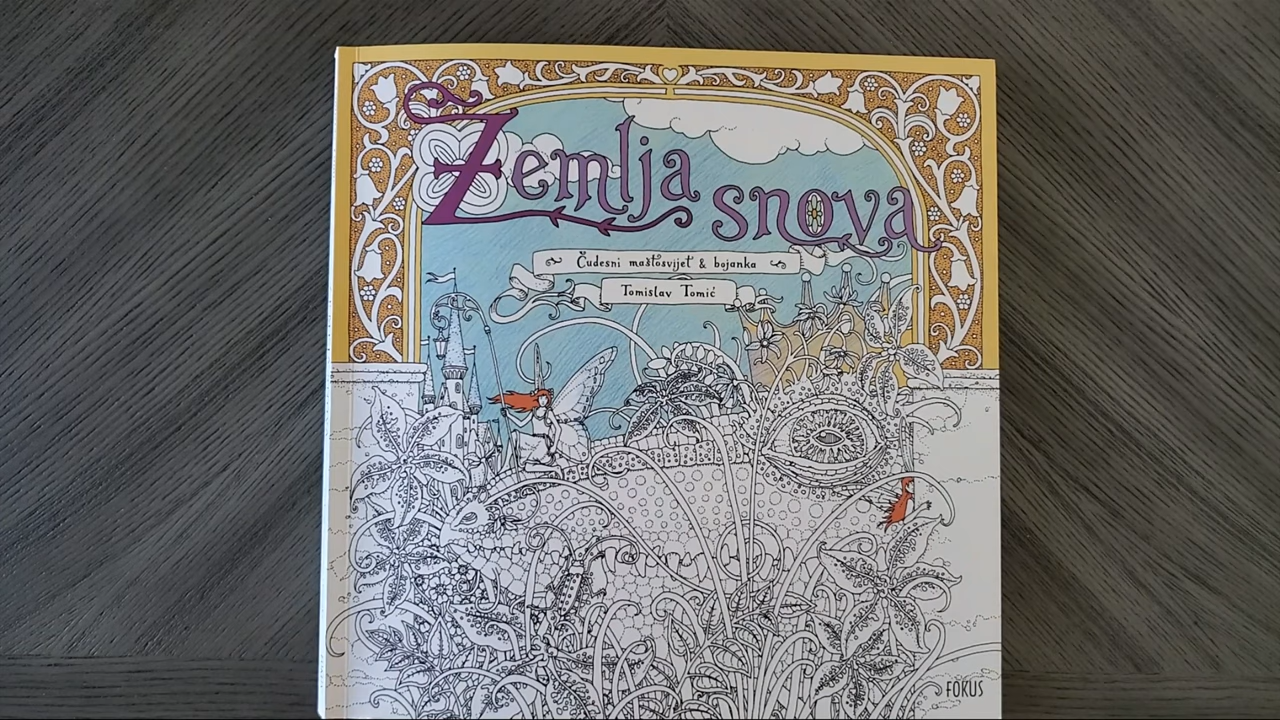 Zemlja
snova
Čudesni maštosvijet & bojanka
Tomislav Tomić
FOKUS